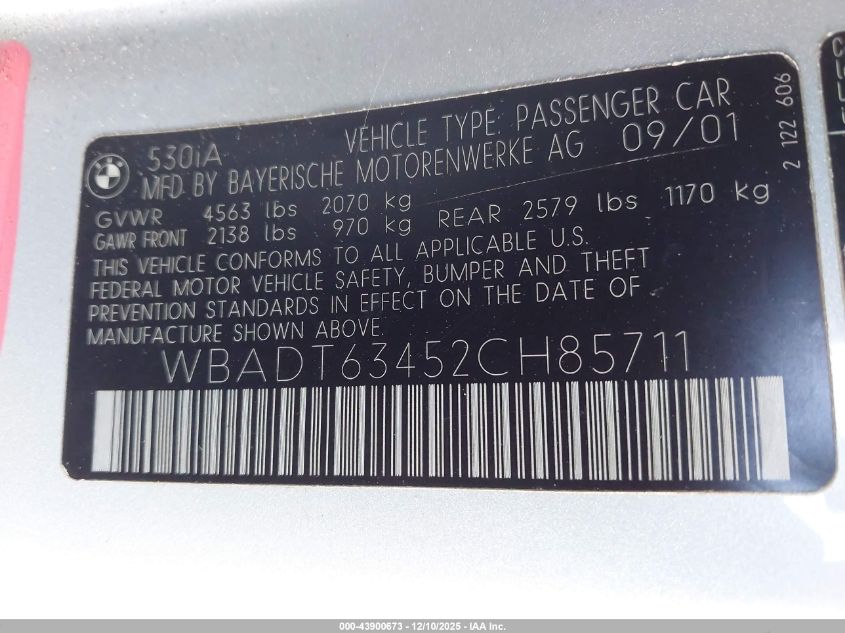 530iA VEHICLE TYPE PASSENGER CAR
MFD BY BAYERISCHE MOTORENWERKE AG 09/01
GVWR 4563 lbs 2070 kg
GAWR FRONT 2138 lbs 970 kg REAR 2579 lbs 1170 kg
THIS VEHICLE CONFORMS TO ALL APPLICABLE U.S.
FEDERAL MOTOR VEHICLE SAFETY, BUMPER AND THEFT
PREVENTION STANDARDS IN EFFECT ON THE DATE OF
MANUFACTURE SHOWN ABOVE.
WBADT63452CH85711
2 122 606
000-43900673 - 12/10/2025 - IAA Inc.